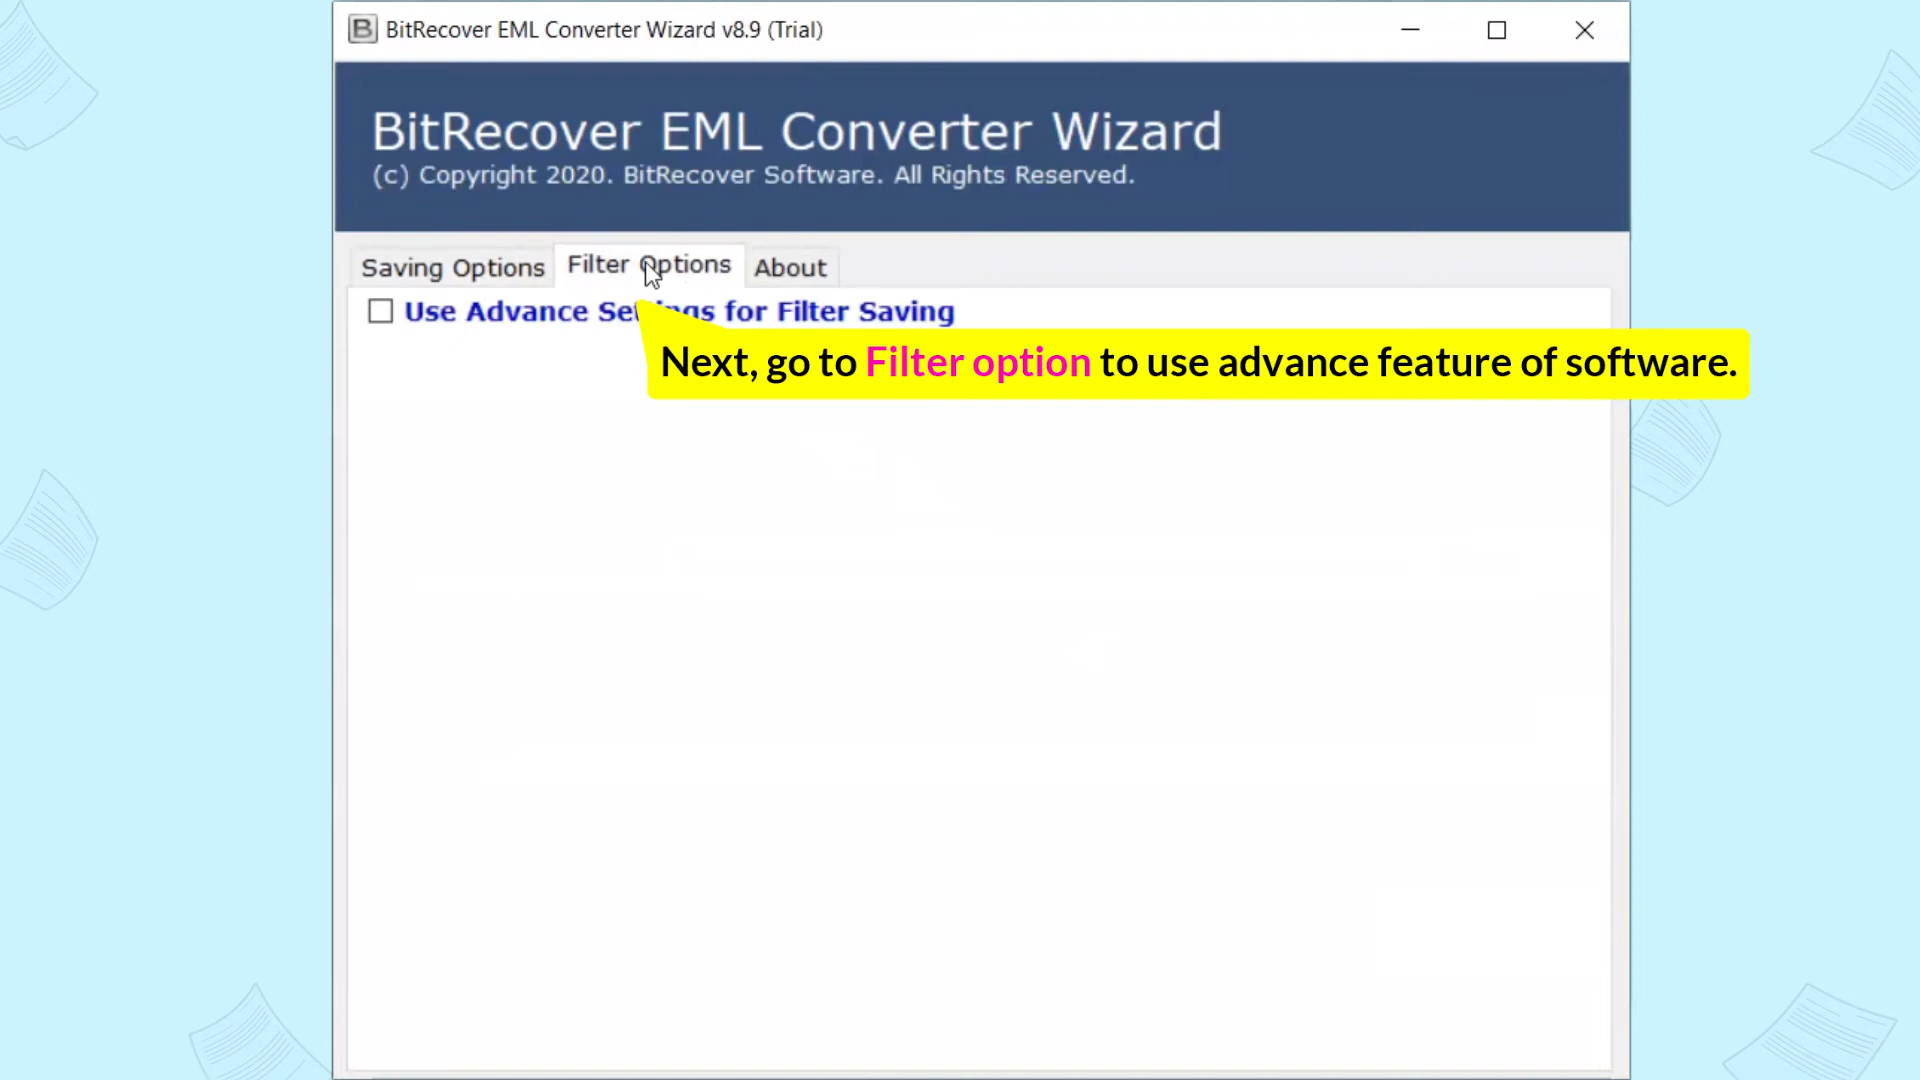 BitRecover EML Converter Wizard v8.9 (Trial)
BitRecover EML Converter Wizard
(c) Copyright 2020. BitRecover Software. All Rights Reserved.
Saving Options Filter Options About
Use Advance Settings for Filter Saving
Next, go to Filter option to use advance feature of software.